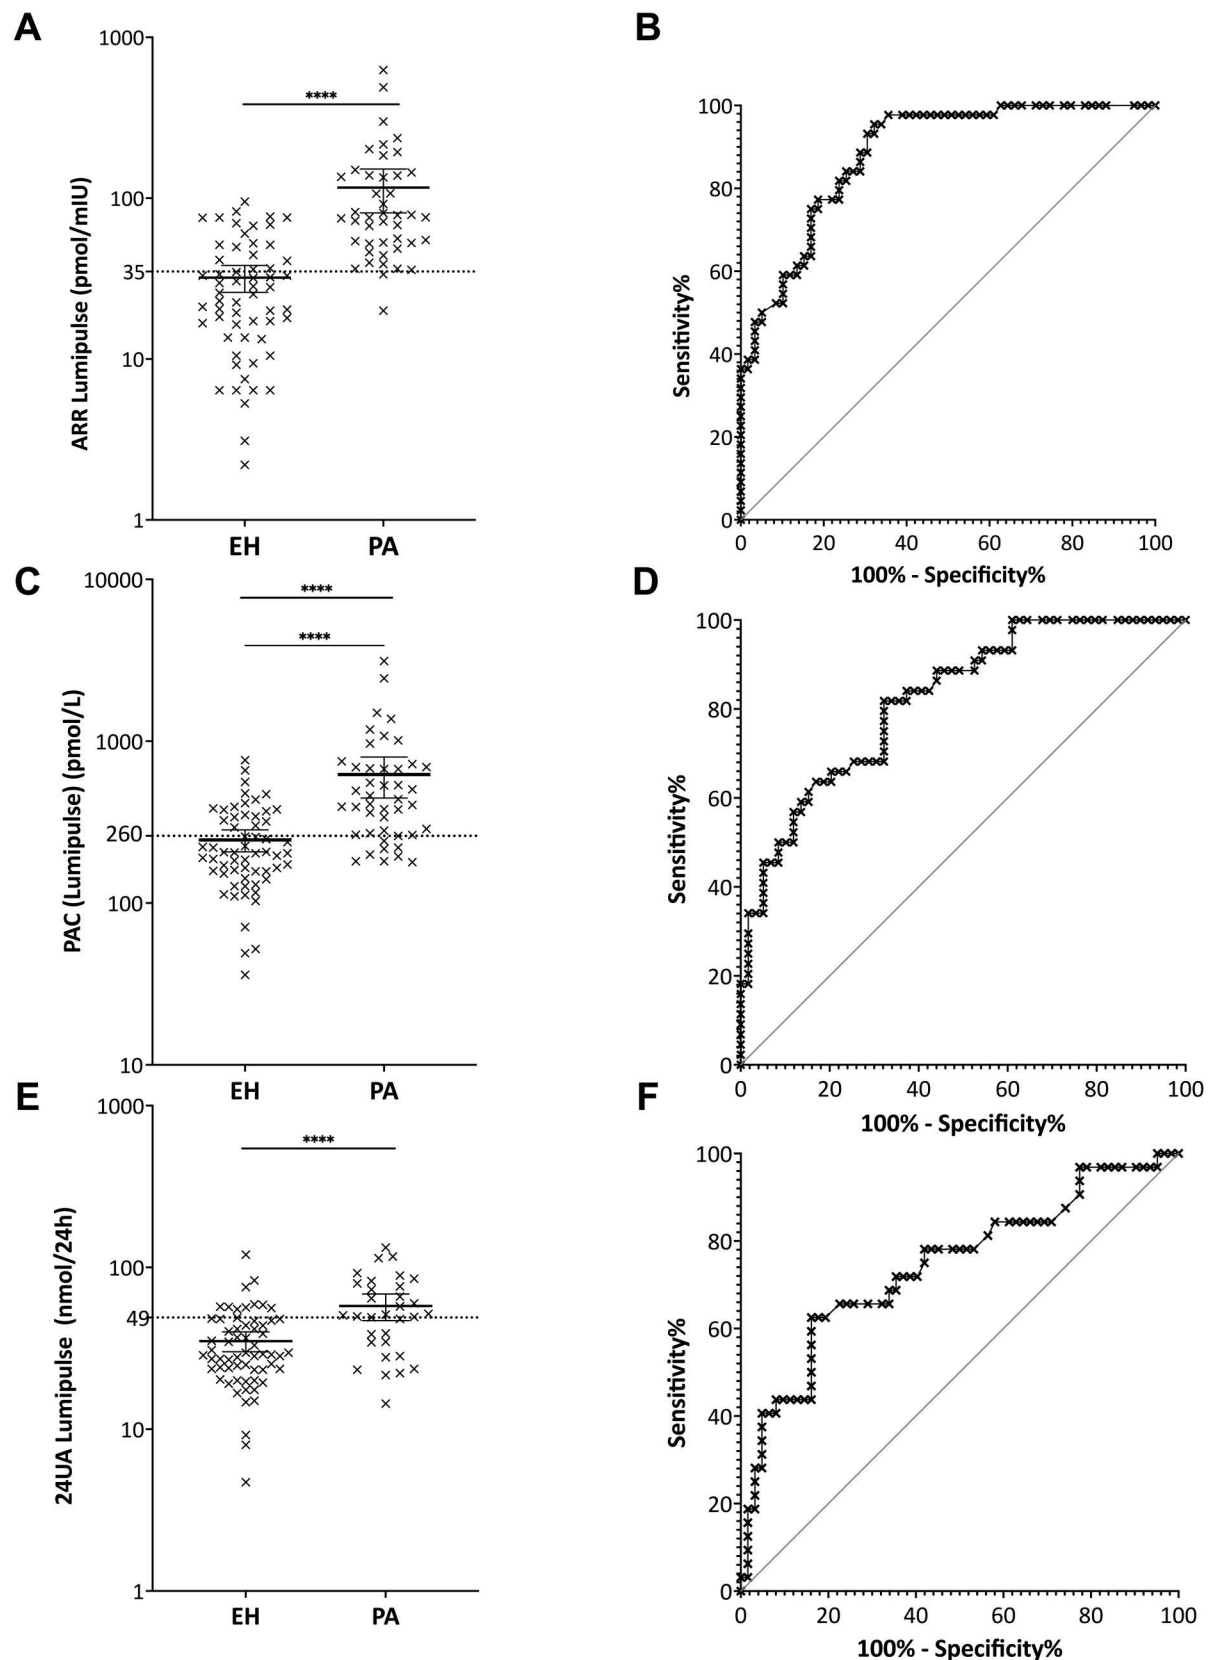 A
1000
100
35
10
1
ARR Lumipulse (pmol/mIU)
****
EH PA
B
100
80
60
40
20
0
Sensitivity%
0 20 40 60 80 100
100% - Specificity%
C
10000
1000
260
100
10
PAC (Lumipulse) (pmol/L)
****
****
EH PA
D
100
80
60
40
20
0
Sensitivity%
0 20 40 60 80 100
100% - Specificity%
E
1000
100
49
10
1
24UA Lumipulse (nmol/24h)
****
EH PA
F
100
80
60
40
20
0
Sensitivity%
0 20 40 60 80 100
100% - Specificity%